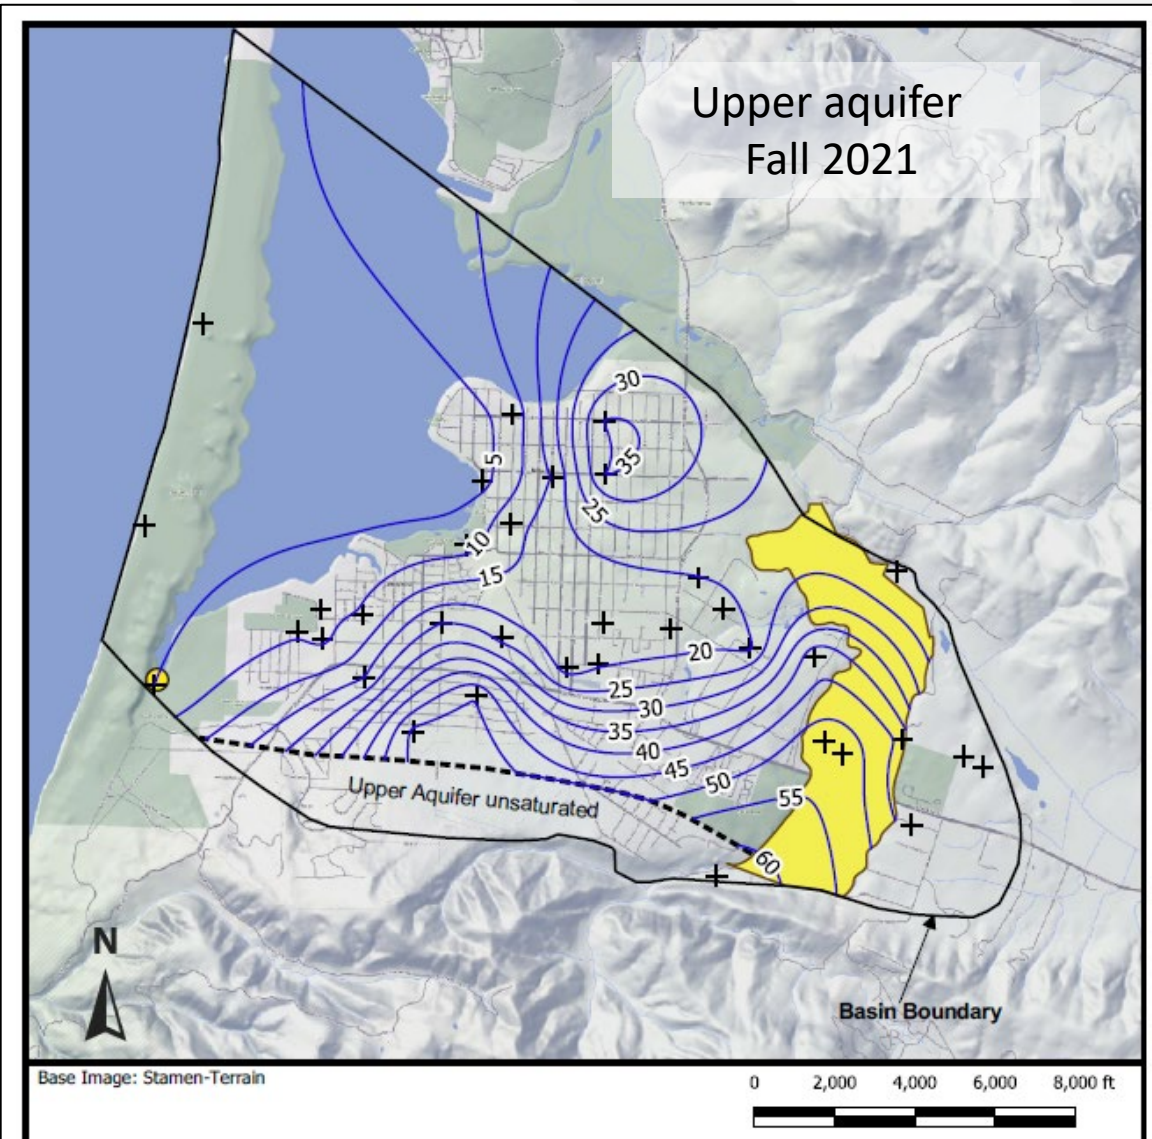 Upper aquifer
Fall 2021
30
35
5
25
10
15
20
25
30
35
40
45
50
55
Upper Aquifer unsaturated
60
N
Basin Boundary
Base Image: Stamen-Terrain
0 2,000 4,000 6,000 8,000 ft